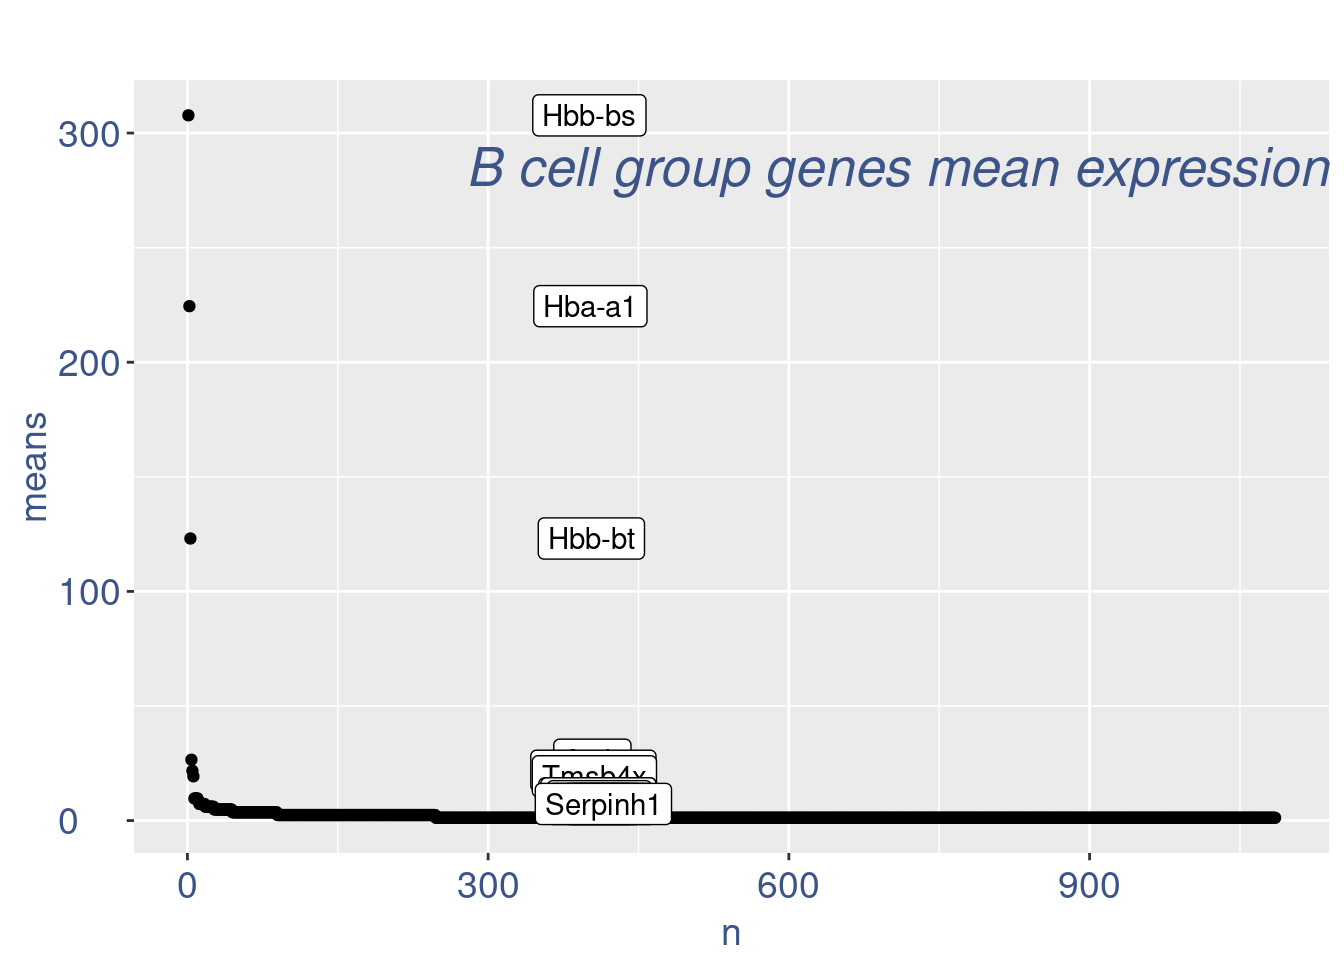 Hbb-bs
300
B cell group genes mean expression
Hba-a1
200
means
Hbb-bt
100
Tmsb4x
Serpinh1
0
0 300 600 900
n